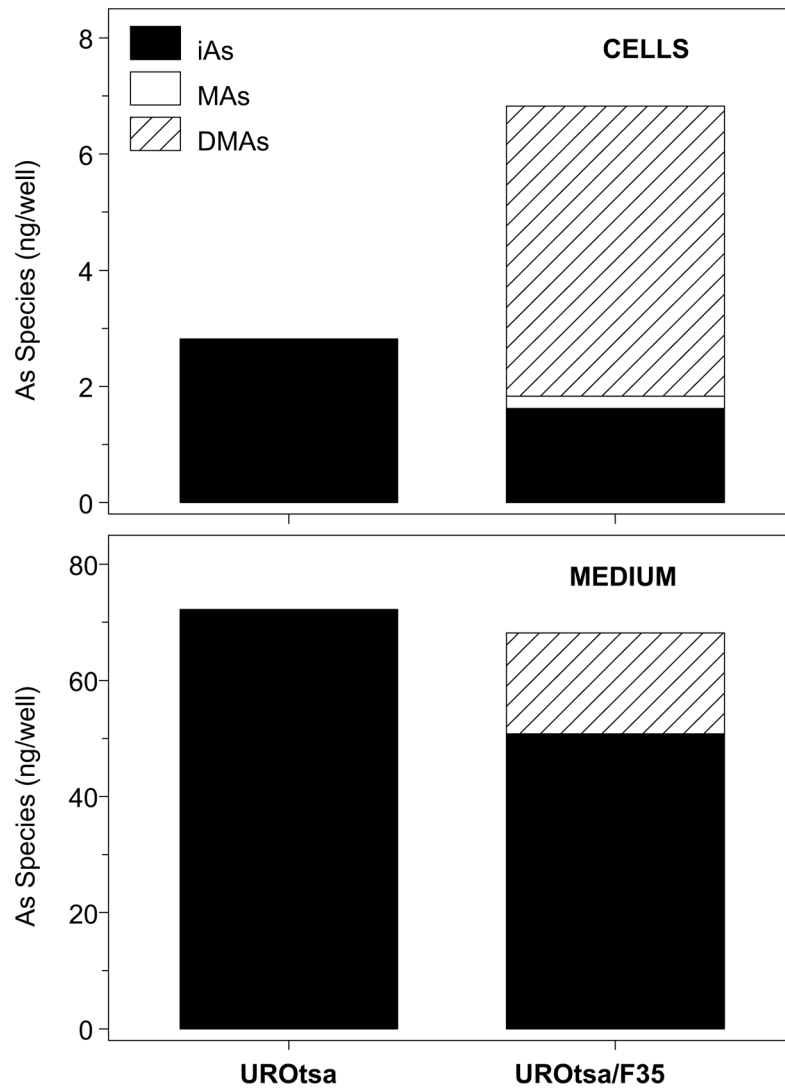 CELLS
iAs
MAs
DMAs
As Species (ng/well)
8
6
4
2
0
MEDIUM
As Species (ng/well)
80
60
40
20
0
UROtsa
UROtsa/F35